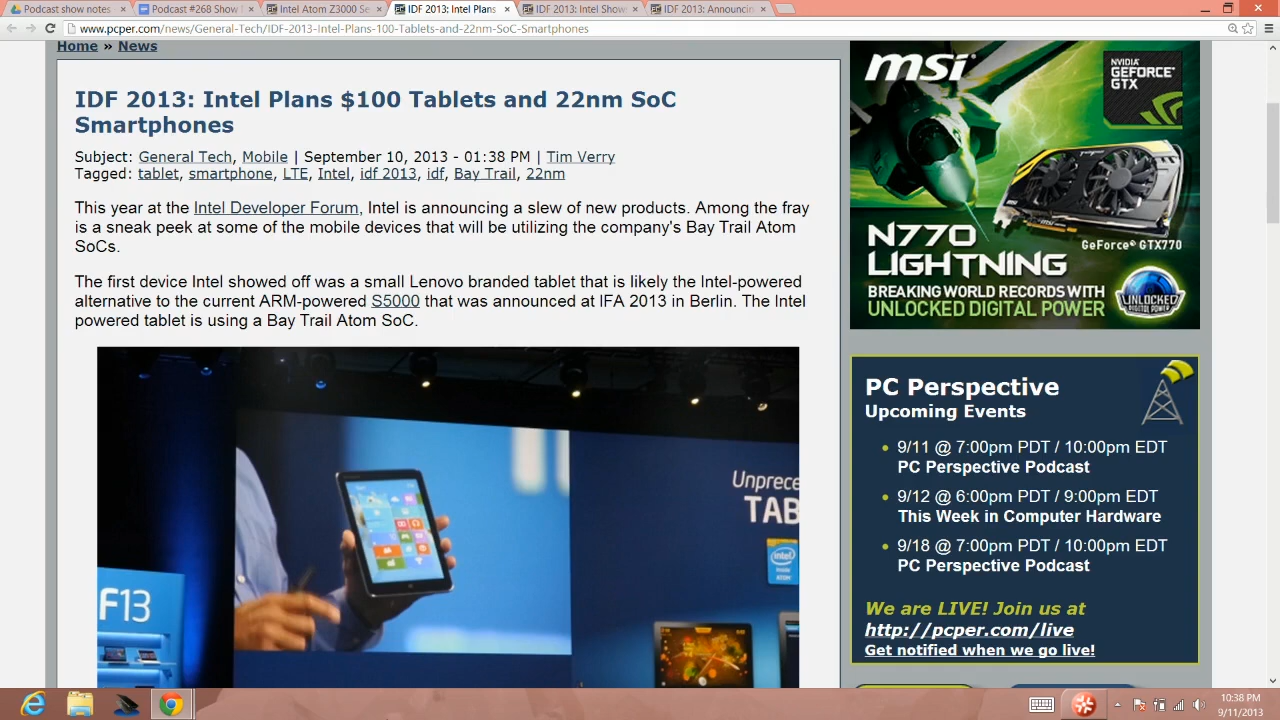 Podcast show notes
Podcast #268 Show
Intel Atom Z3000 Se
IDF 2013: Intel Plans
IDF 2013: Intel Show
IDF 2013: Announcin
www.pcper.com/news/General-Tech/IDF-2013-Intel-Plans-100-Tablets-and-22nm-SoC-Smartphones
Home » News
IDF 2013: Intel Plans $100 Tablets and 22nm SoC
Smartphones
Subject: General Tech, Mobile | September 10, 2013 - 01:38 PM | Tim Verry
Tagged: tablet, smartphone, LTE, Intel, idf 2013, idf, Bay Trail, 22nm
This year at the Intel Developer Forum, Intel is announcing a slew of new products. Among the fray
is a sneak peek at some of the mobile devices that will be utilizing the company's Bay Trail Atom
SoCs.
The first device Intel showed off was a small Lenovo branded tablet that is likely the Intel-powered
alternative to the current ARM-powered S5000 that was announced at IFA 2013 in Berlin. The Intel
powered tablet is using a Bay Trail Atom SoC.
Unprece
TAB
intel
F13
msi
NVIDIA
GEFORCE
GTX
N770
GeForce® GTX770
LIGHTNING
BREAKING WORLD RECORDS WITH
UNLOCKED DIGITAL POWER
UNLOCKED
PC Perspective
Upcoming Events
9/11 @ 7:00pm PDT / 10:00pm EDT
PC Perspective Podcast
9/12 @ 6:00pm PDT / 9:00pm EDT
This Week in Computer Hardware
9/18 @ 7:00pm PDT / 10:00pm EDT
PC Perspective Podcast
We are LIVE! Join us at
http://pcper.com/live
Get notified when we go live!
10:38 PM
9/11/2013